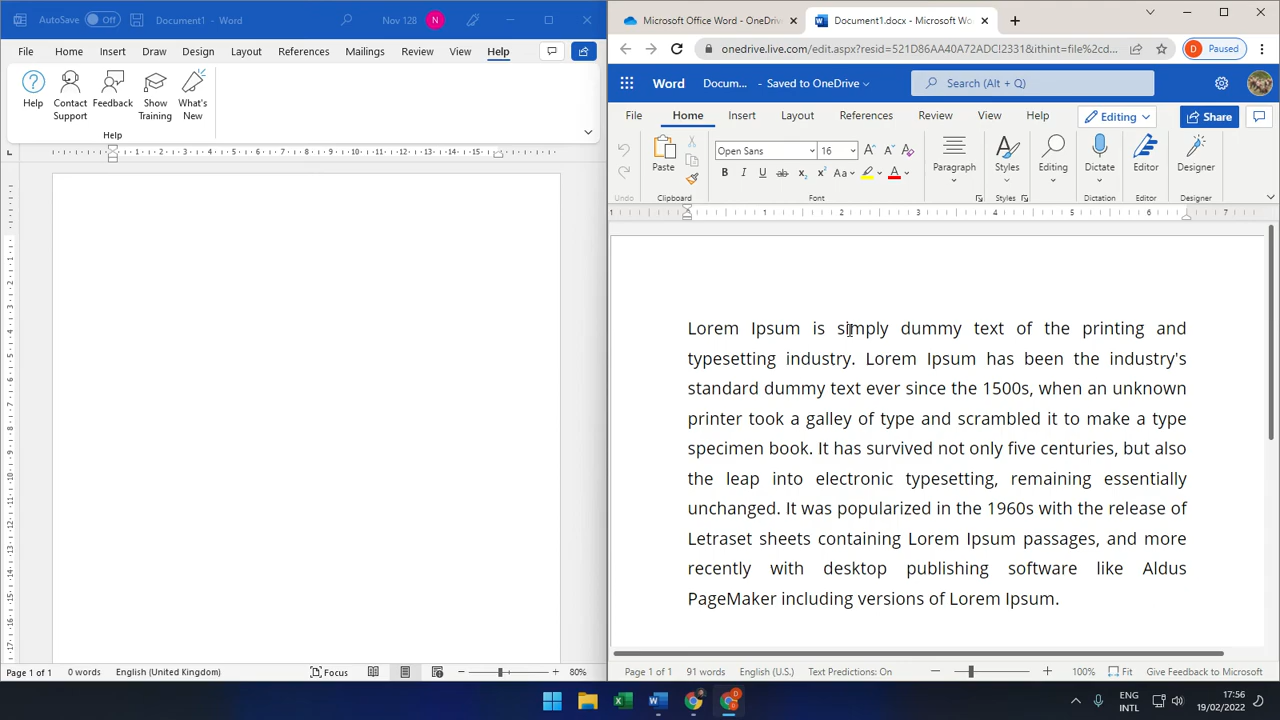 AutoSave Off Document1 - Word Nov 128 N
File Home Insert Draw Design Layout References Mailings Review View Help
Help Contact Support Feedback Show Training What's New
Help
Page 1 of 1 0 words English (United Kingdom) Focus 80%
Microsoft Office Word - OneDriv Document1.docx - Microsoft Wo
onedrive.live.com/edit.aspx?resid=521D86AA40A72ADC!2331&ithint=file%2cd... D Paused
Word Docum... - Saved to OneDrive Search (Alt + Q)
File Home Insert Layout References Review View Help Editing Share
Paste Open Sans 16 Paragraph Styles Editing Dictate Editor Designer
Undo Clipboard Font Styles Dictation Editor Designer
Lorem Ipsum is simply dummy text of the printing and
typesetting industry. Lorem Ipsum has been the industry's
standard dummy text ever since the 1500s, when an unknown
printer took a galley of type and scrambled it to make a type
specimen book. It has survived not only five centuries, but also
the leap into electronic typesetting, remaining essentially
unchanged. It was popularized in the 1960s with the release of
Letraset sheets containing Lorem Ipsum passages, and more
recently with desktop publishing software like Aldus
PageMaker including versions of Lorem Ipsum.
Page 1 of 1 91 words English (U.S.) Text Predictions: On 100% Fit Give Feedback to Microsoft
ENG INTL 17:56 19/02/2022